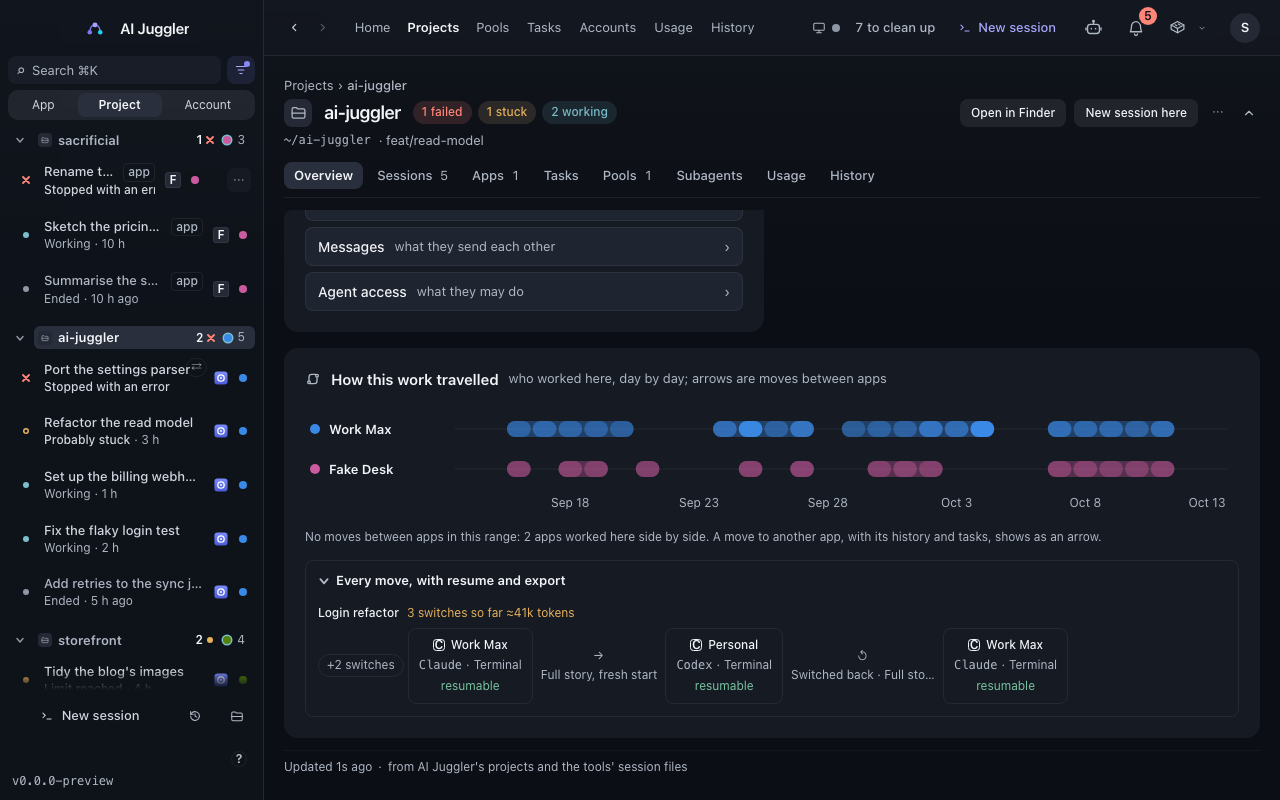 AI Juggler
Search ⌘K
App Project Account
sacrificial 1 3
Rename t... app F
Stopped with an err
Sketch the pricin... app F
Working · 10 h
Summarise the s... app F
Ended · 10 h ago
ai-juggler 2 5
Port the settings parser
Stopped with an error
Refactor the read model
Probably stuck · 3 h
Set up the billing webh...
Working · 1 h
Fix the flaky login test
Working · 2 h
Add retries to the sync j...
Ended · 5 h ago
storefront 2 4
Tidy the blog's images
Limit reached · 4 h
New session
?
v0.0.0-preview
Home Projects Pools Tasks Accounts Usage History
7 to clean up
New session
5
S
Projects › ai-juggler
ai-juggler 1 failed 1 stuck 2 working
Open in Finder New session here ...
~/ai-juggler · feat/read-model
Overview Sessions 5 Apps 1 Tasks Pools 1 Subagents Usage History
Messages what they send each other
Agent access what they may do
How this work travelled who worked here, day by day; arrows are moves between apps
Work Max
Fake Desk
Sep 18 Sep 23 Sep 28 Oct 3 Oct 8 Oct 13
No moves between apps in this range: 2 apps worked here side by side. A move to another app, with its history and tasks, shows as an arrow.
Every move, with resume and export
Login refactor 3 switches so far ≈41k tokens
+2 switches
Work Max
Claude · Terminal
resumable
→
Full story, fresh start
Personal
Codex · Terminal
resumable
Switched back · Full sto...
Work Max
Claude · Terminal
resumable
Updated 1s ago · from AI Juggler's projects and the tools' session files